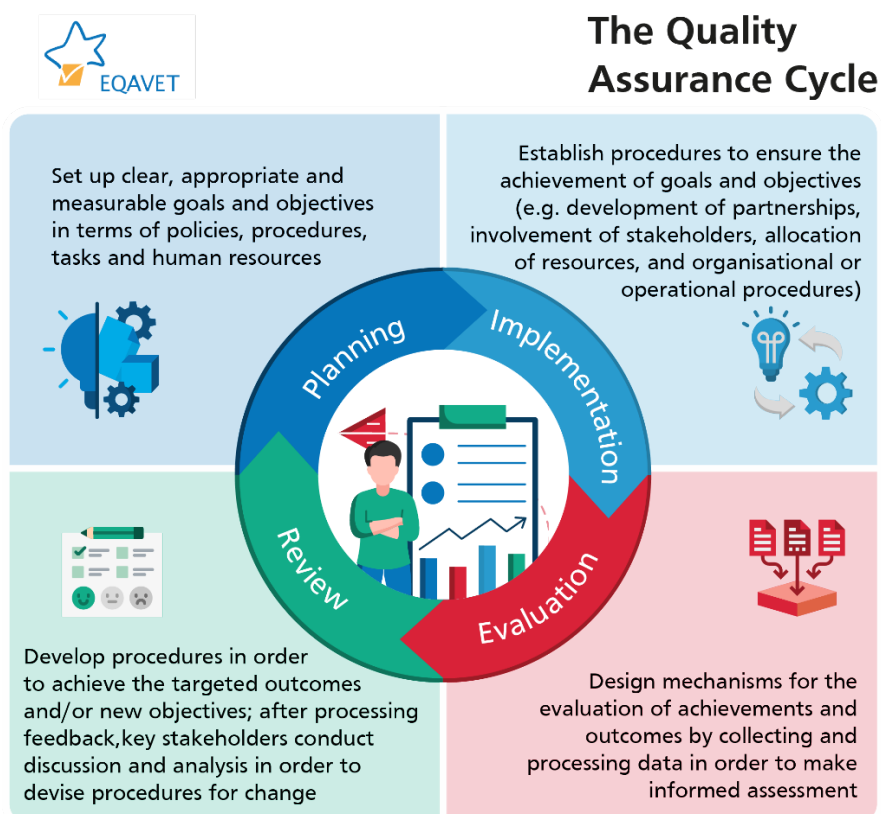 EQAVET
The Quality
Assurance Cycle
Set up clear, appropriate and
measurable goals and objectives
in terms of policies, procedures,
tasks and human resources
Establish procedures to ensure the
achievement of goals and objectives
(e.g. development of partnerships,
involvement of stakeholders, allocation
of resources, and organisational or
operational procedures)
Planning
Implementation
Review
Evaluation
Develop procedures in order
to achieve the targeted outcomes
and/or new objectives; after processing
feedback,key stakeholders conduct
discussion and analysis in order to
devise procedures for change
Design mechanisms for the
evaluation of achievements and
outcomes by collecting and
processing data in order to make
informed assessment